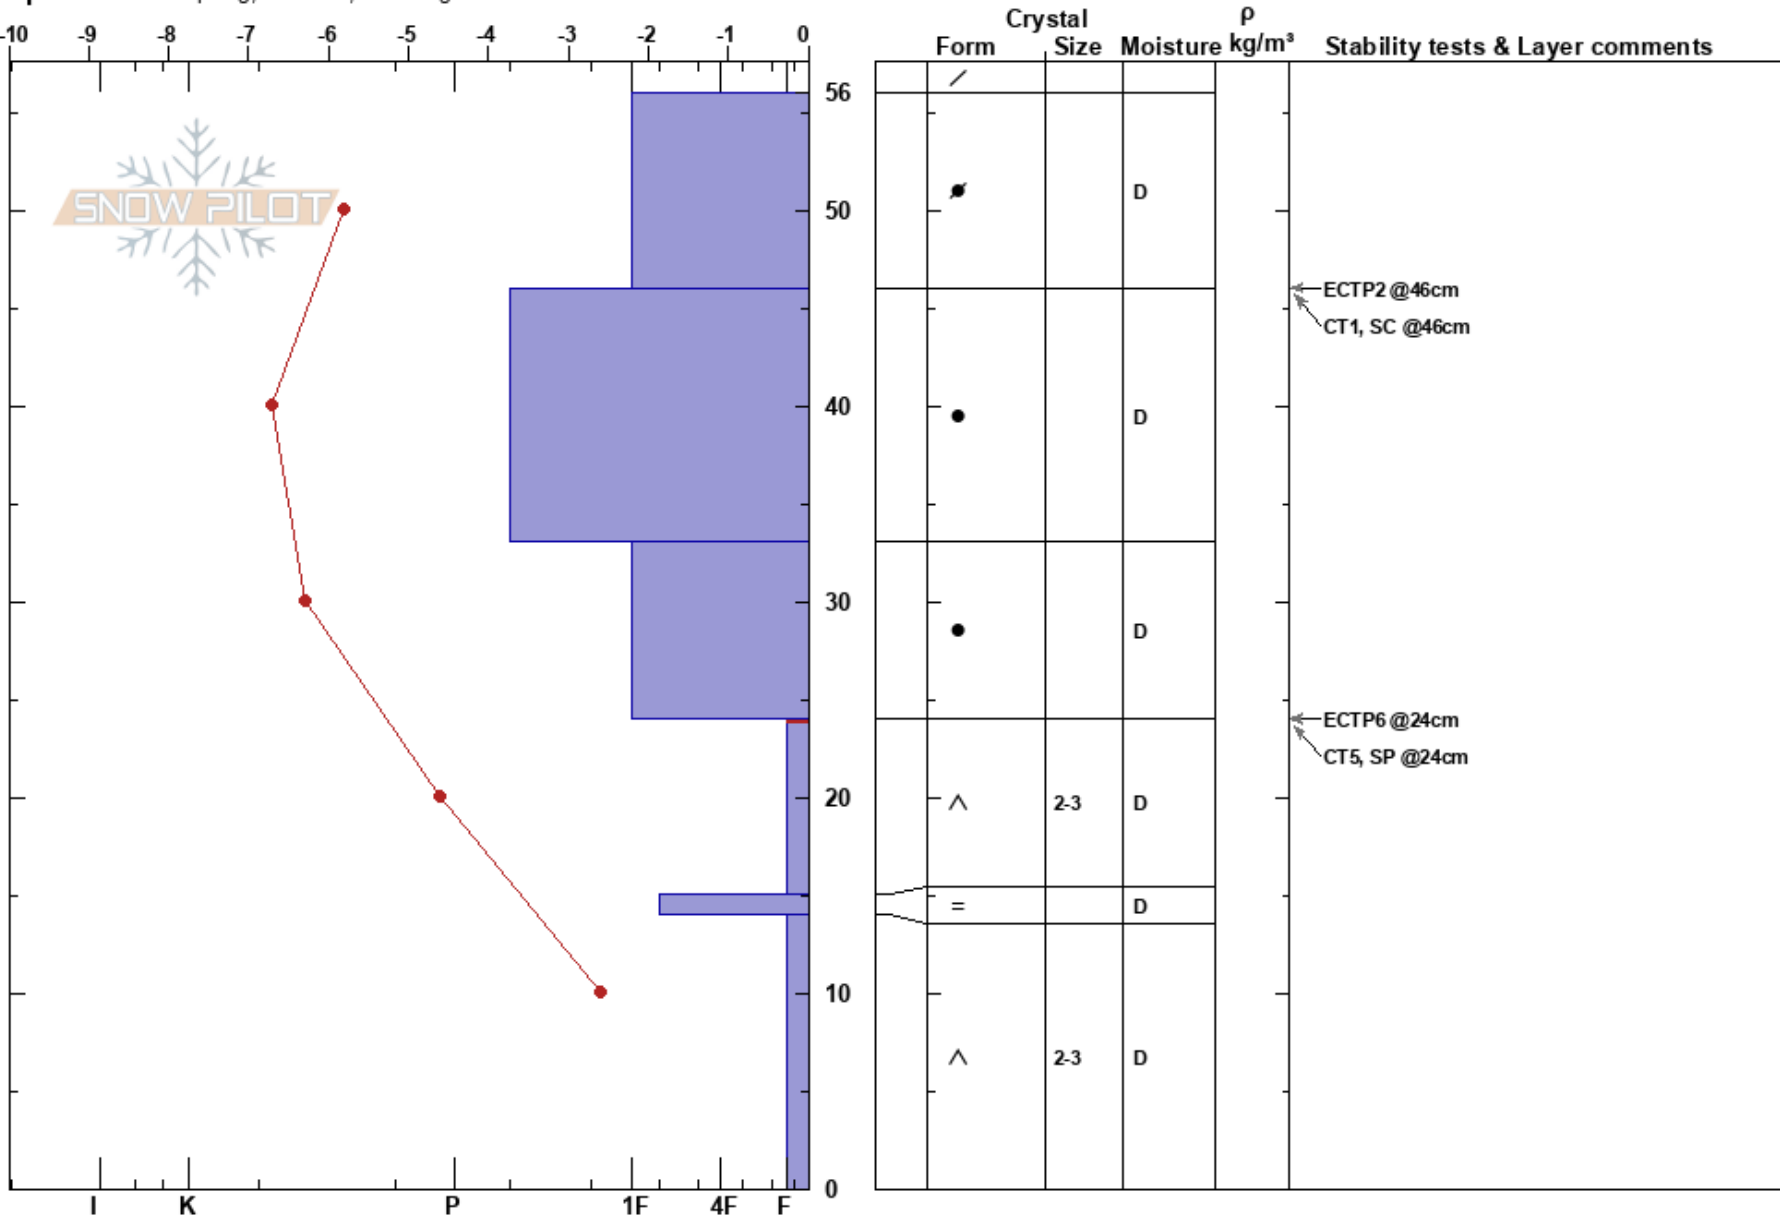 -10 -9 -8 -7 -6 -5 -4 -3 -2 -1 0
Crystal
ρ
Form Size Moisture kg/m³ Stability tests & Layer comments
56
SNOW PILOT
D
50
ECTP2 @46cm
CT1, SC @46cm
40
D
30
D
ECTP6 @24cm
CT5, SP @24cm
20
2-3 D
= D
10
2-3 D
0
I K P 1F 4F F